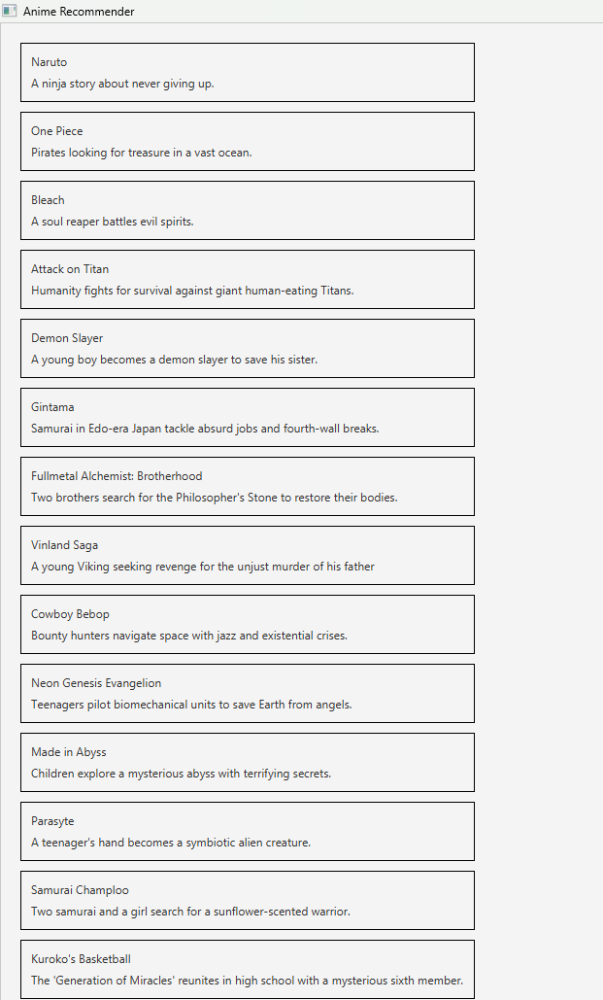 Anime Recommender
Naruto
A ninja story about never giving up.
One Piece
Pirates looking for treasure in a vast ocean.
Bleach
A soul reaper battles evil spirits.
Attack on Titan
Humanity fights for survival against giant human-eating Titans.
Demon Slayer
A young boy becomes a demon slayer to save his sister.
Gintama
Samurai in Edo-era Japan tackle absurd jobs and fourth-wall breaks.
Fullmetal Alchemist: Brotherhood
Two brothers search for the Philosopher's Stone to restore their bodies.
Vinland Saga
A young Viking seeking revenge for the unjust murder of his father
Cowboy Bebop
Bounty hunters navigate space with jazz and existential crises.
Neon Genesis Evangelion
Teenagers pilot biomechanical units to save Earth from angels.
Made in Abyss
Children explore a mysterious abyss with terrifying secrets.
Parasyte
A teenager's hand becomes a symbiotic alien creature.
Samurai Champloo
Two samurai and a girl search for a sunflower-scented warrior.
Kuroko's Basketball
The 'Generation of Miracles' reunites in high school with a mysterious sixth member.